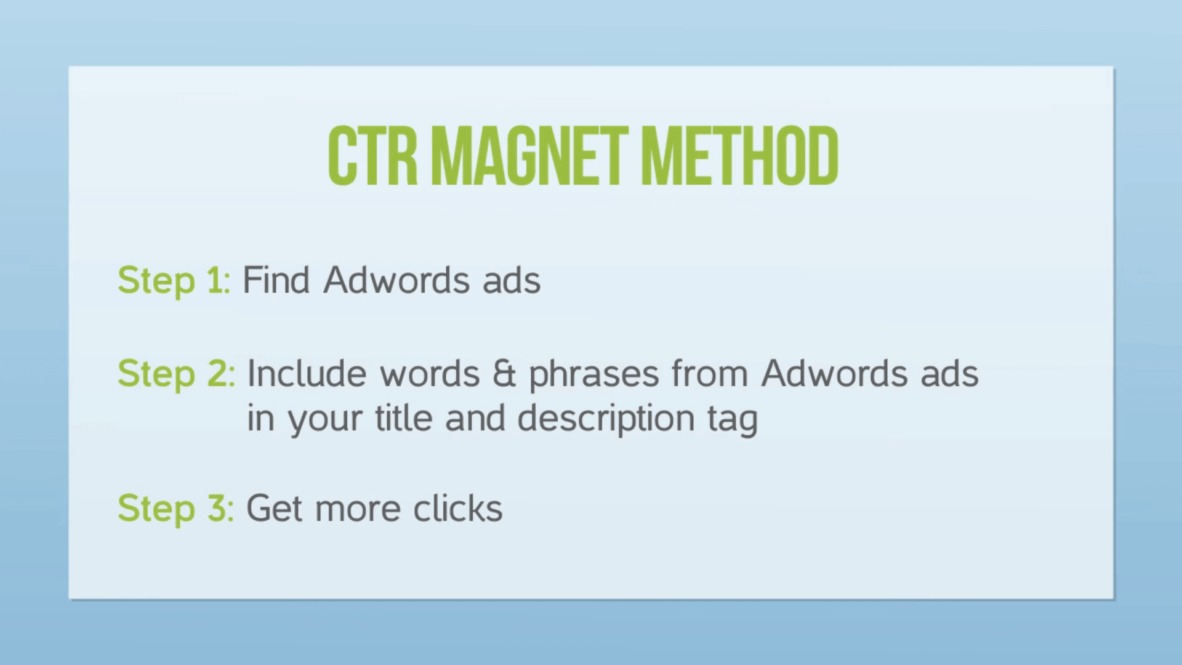 CTR MAGNET METHOD
Step 1: Find Adwords ads
Step 2: Include words & phrases from Adwords ads
in your title and description tag
Step 3: Get more clicks